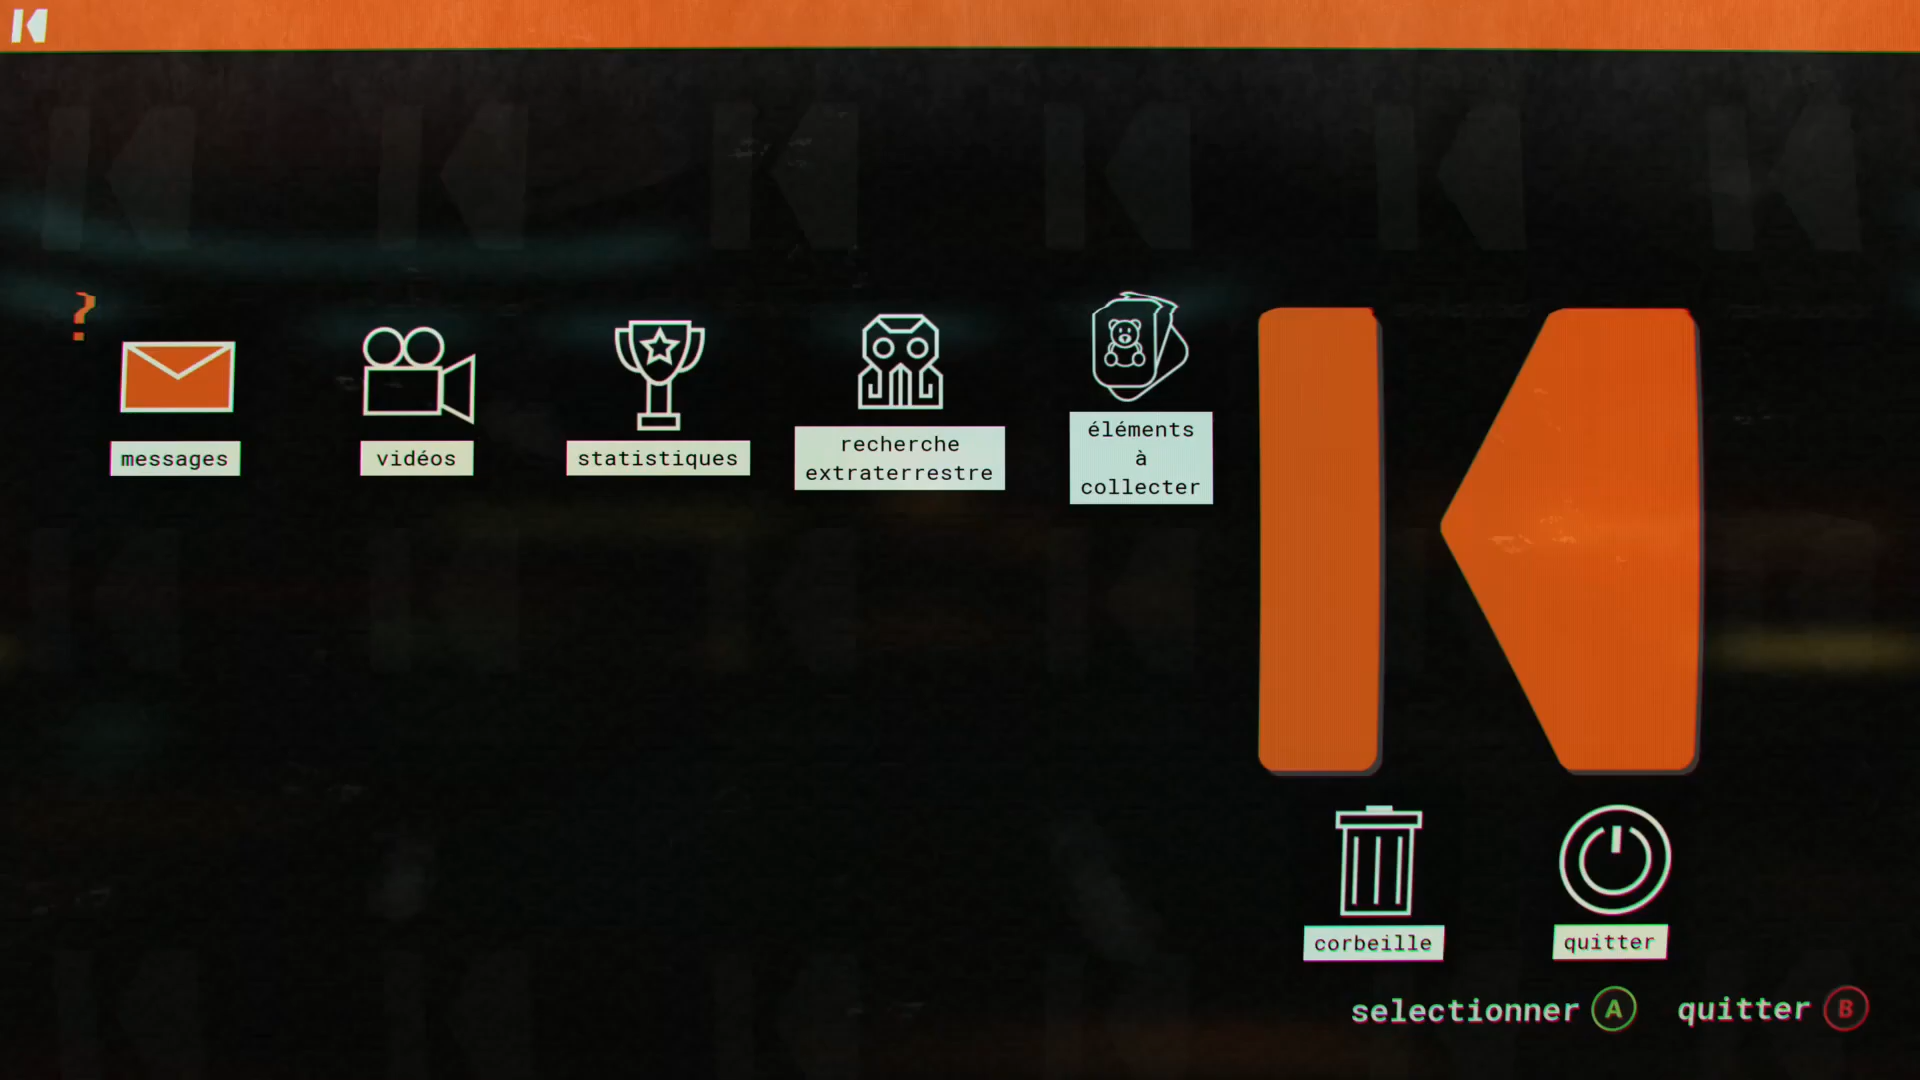 ?
messages
vidéos
statistiques
recherche
extraterrestre
éléments
à
collecter
corbeille
quitter
selectionner A
quitter B